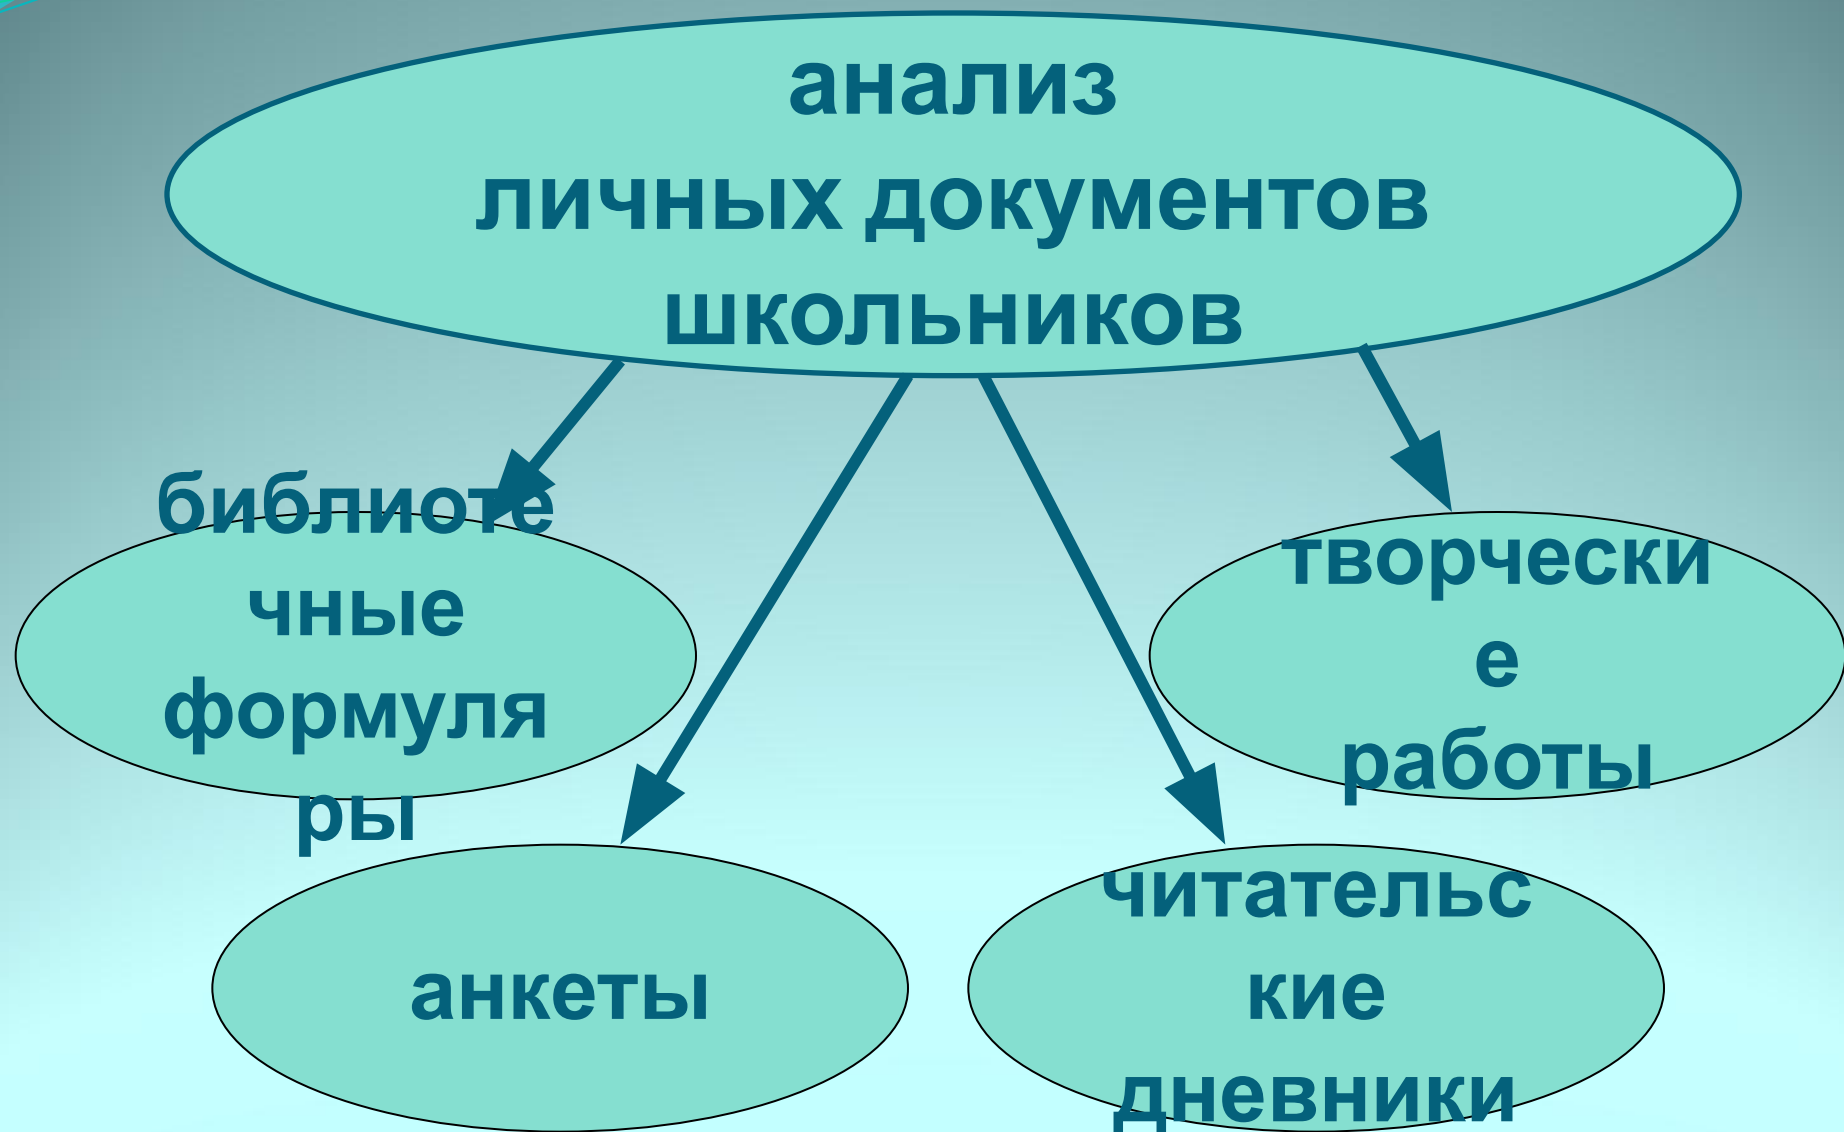 анализ
личных документов
школьников
библиоте
чные
формуля
ры
творчески
е
работы
анкеты
читательс
кие
дневники